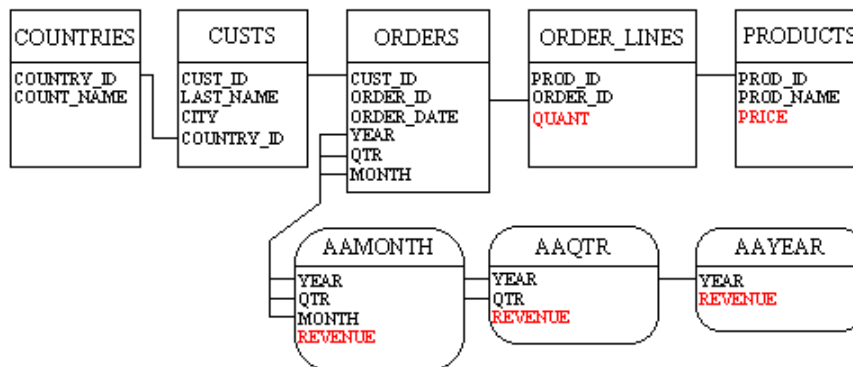 COUNTRIES
COUNTRY_ID
COUNT_NAME
CUSTS
CUST_ID
LAST_NAME
CITY
COUNTRY_ID
ORDERS
CUST_ID
ORDER_ID
ORDER_DATE
YEAR
QTR
MONTH
ORDER_LINES
PROD_ID
ORDER_ID
QUANT
PRODUCTS
PROD_ID
PROD_NAME
PRICE
AAMONTH
YEAR
QTR
MONTH
REVENUE
AAQTR
YEAR
QTR
REVENUE
AAYEAR
YEAR
REVENUE